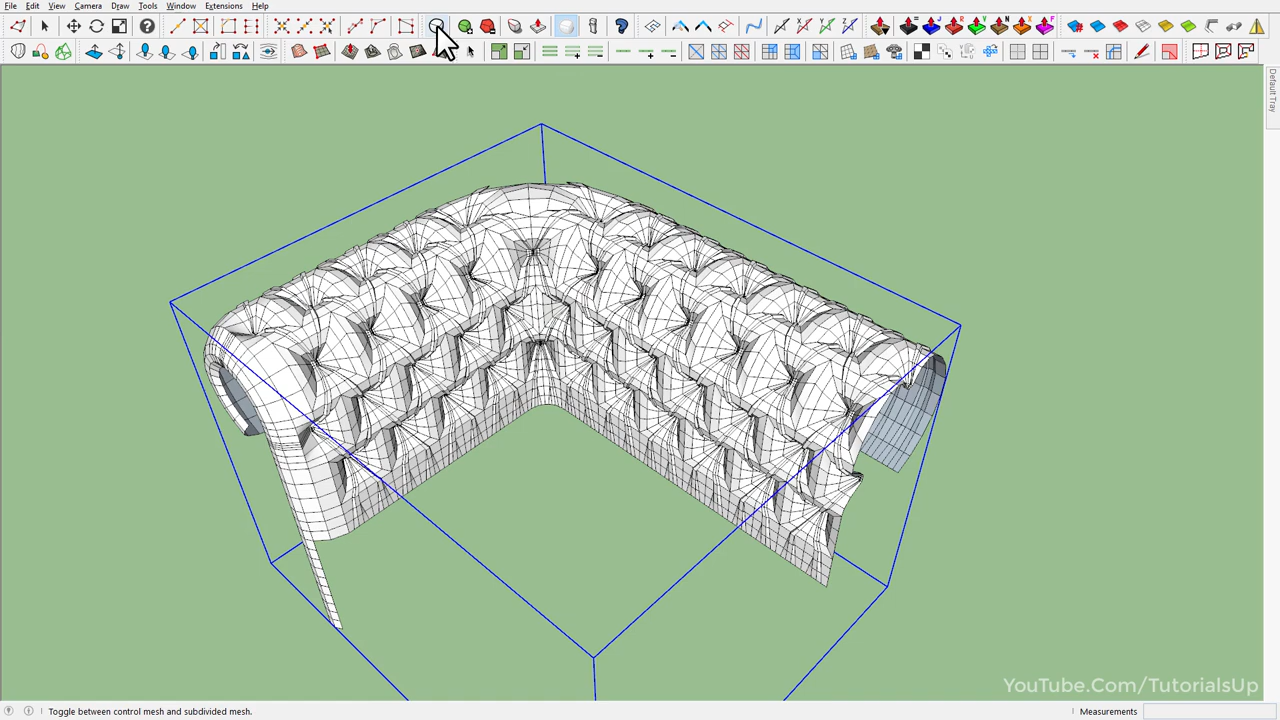 File Edit View Camera Draw Tools Window Extensions Help
Default Tray
YouTube.Com/TutorialsUp
Toggle between control mesh and subdivided mesh.
Measurements